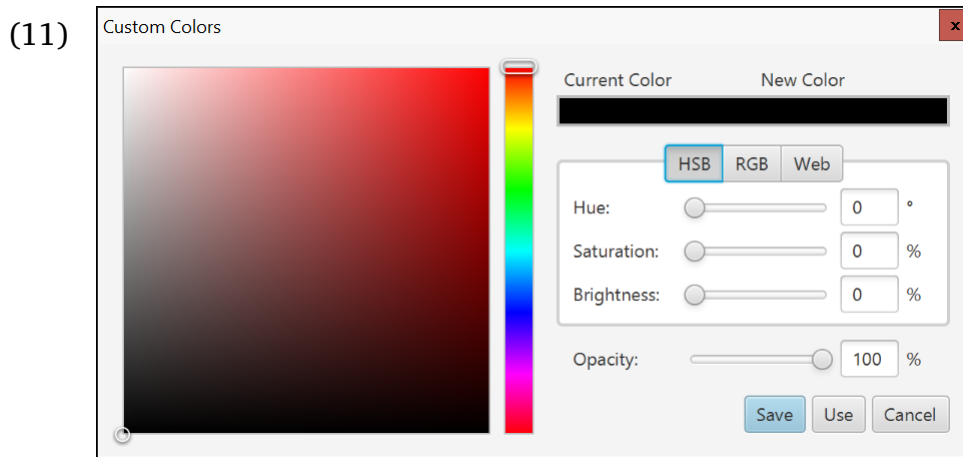 (11)
Custom Colors
x
Current Color New Color
HSB RGB Web
Hue: 0 °
Saturation: 0 %
Brightness: 0 %
Opacity: 100 %
Save Use Cancel